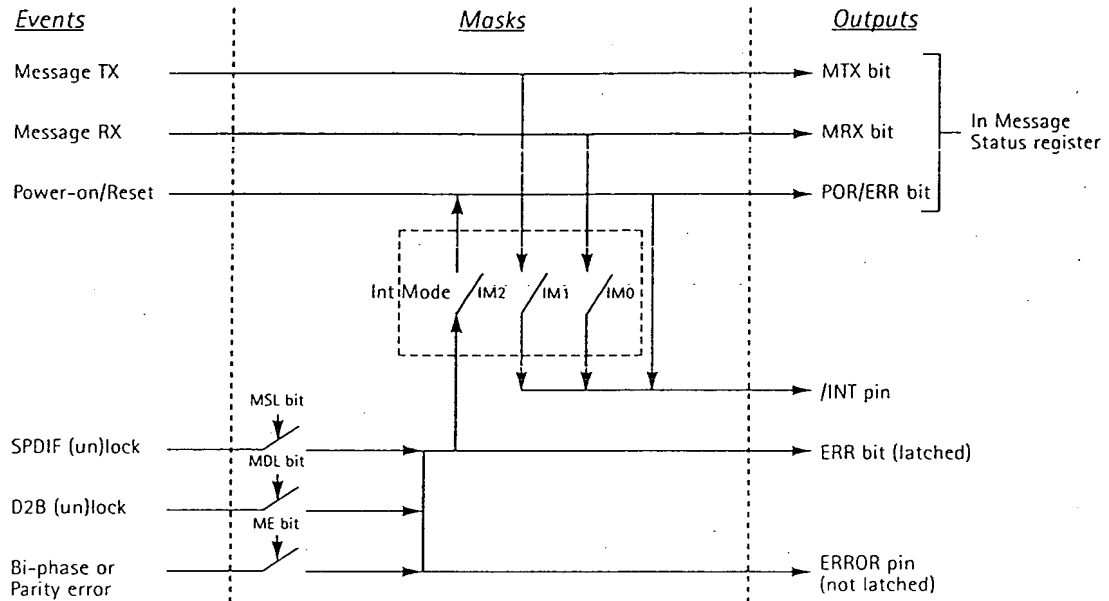 Events
Masks
Outputs
Message TX
MTX bit
Message RX
MRX bit
In Message
Status register
Power-on/Reset
POR/ERR bit
Int Mode
IM2
IM1
IM0
/INT pin
MSL bit
SPDIF (un)lock
ERR bit (latched)
MDL bit
D2B (un)lock
ME bit
Bi-phase or
Parity error
ERROR pin
(not latched)